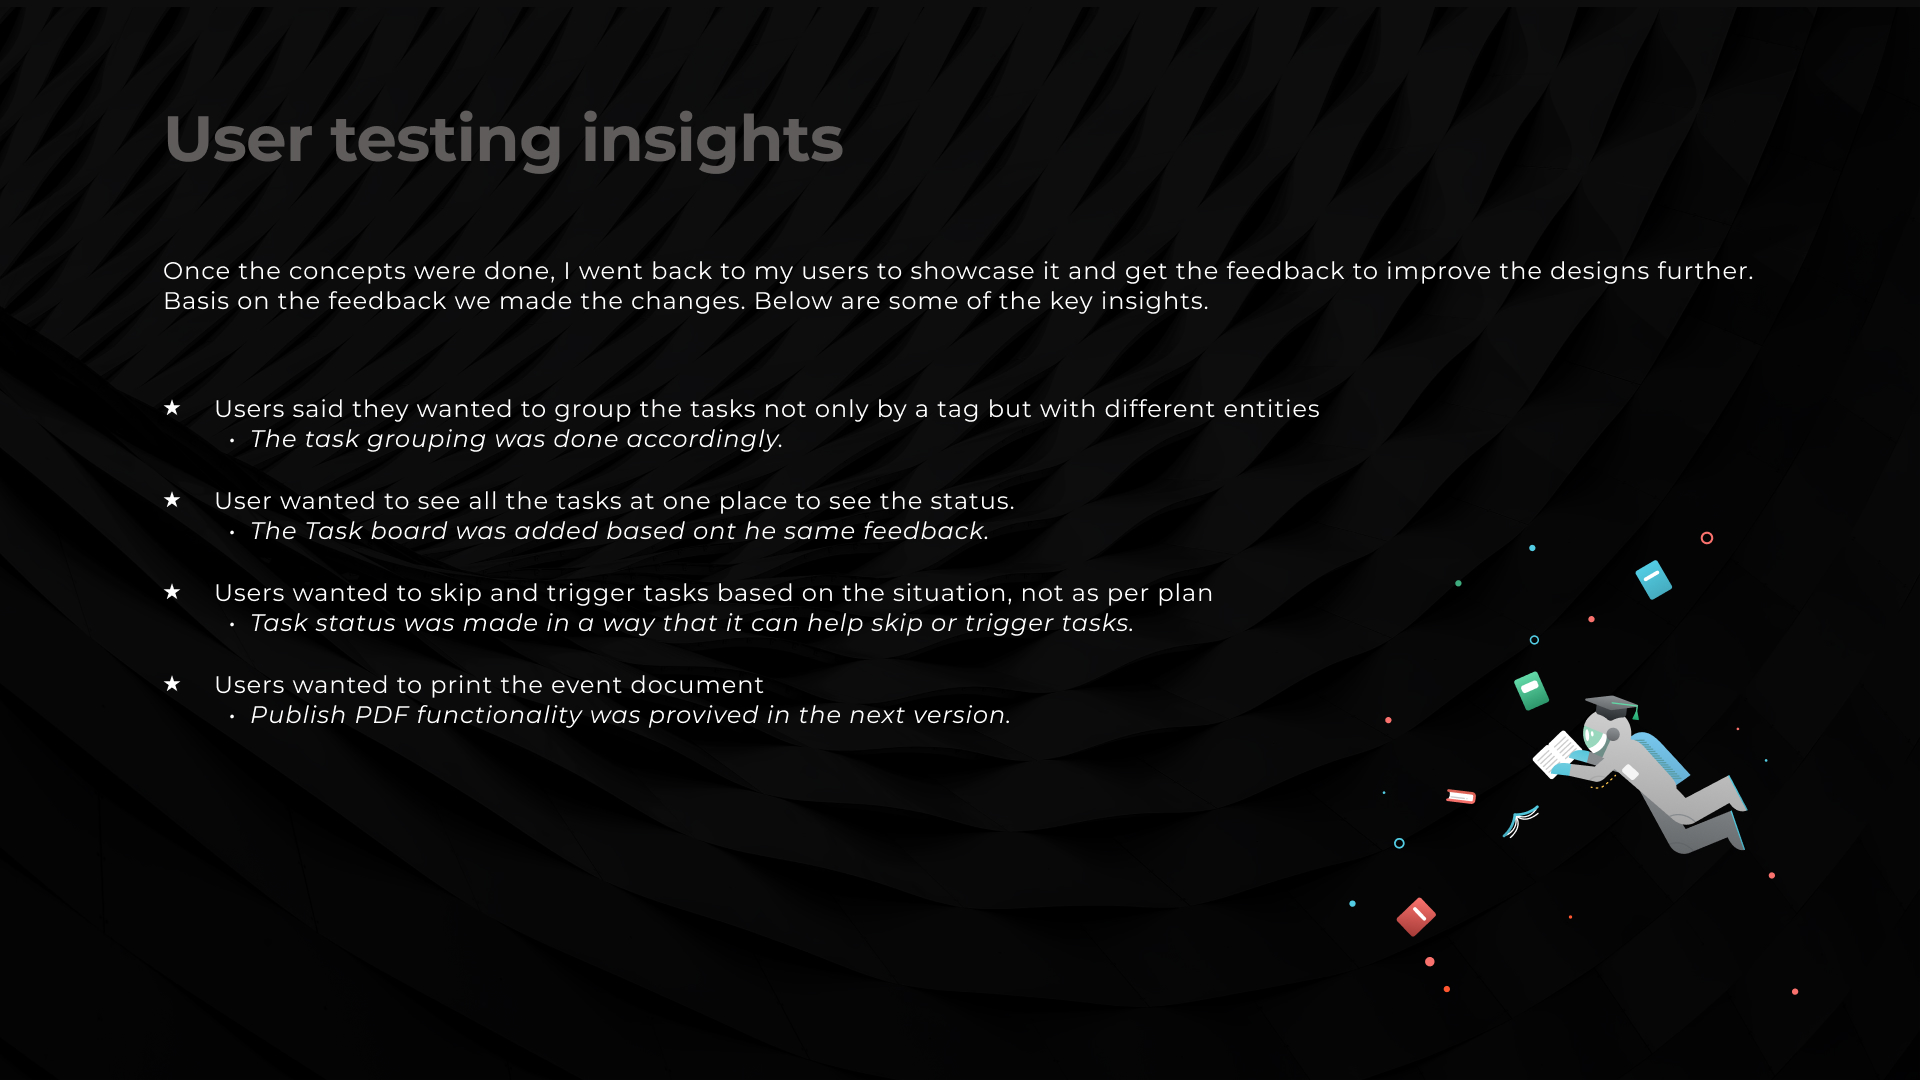 User testing insights
Once the concepts were done, I went back to my users to showcase it and get the feedback to improve the designs further.
Basis on the feedback we made the changes. Below are some of the key insights.
★ Users said they wanted to group the tasks not only by a tag but with different entities
• The task grouping was done accordingly.
★ User wanted to see all the tasks at one place to see the status.
• The Task board was added based ont he same feedback.
★ Users wanted to skip and trigger tasks based on the situation, not as per plan
• Task status was made in a way that it can help skip or trigger tasks.
★ Users wanted to print the event document
• Publish PDF functionality was provived in the next version.